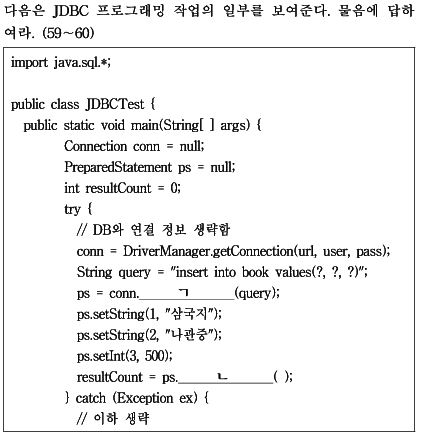 다음은 JDBC 프로그래밍 작업의 일부를 보여준다. 물음에 답하
여라. (59～60)
import java.sql.*;
public class JDBCTest {
public static void main(String[ ] args) {
Connection conn = null;
PreparedStatement ps = null;
int resultCount = 0;
try {
// DB와 연결 정보 생략함
conn = DriverManager.getConnection(url, user, pass);
String query = "insert into book values(?, ?, ?)";
ps = conn.____ㄱ____(query);
ps.setString(1, "삼국지");
ps.setString(2, "나관중");
ps.setInt(3, 500);
resultCount = ps.____ㄴ____( );
} catch (Exception ex) {
// 이하 생략